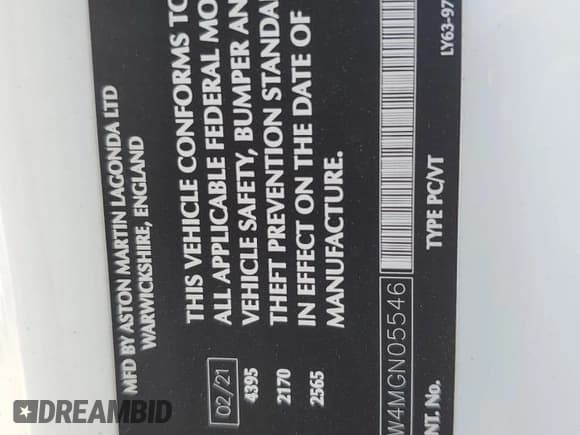 MFD BY ASTON MARTIN LAGONDA LTD
WARWICKSHIRE, ENGLAND
THIS VEHICLE CONFORMS TO
ALL APPLICABLE FEDERAL MO
VEHICLE SAFETY, BUMPER AN
THEFT PREVENTION STANDA
IN EFFECT ON THE DATE OF
MANUFACTURE.
02/21
4395
2170
2565
W4MGN05546
NT. No.
TYPE PC/VT
LY63-97
DREAMBID